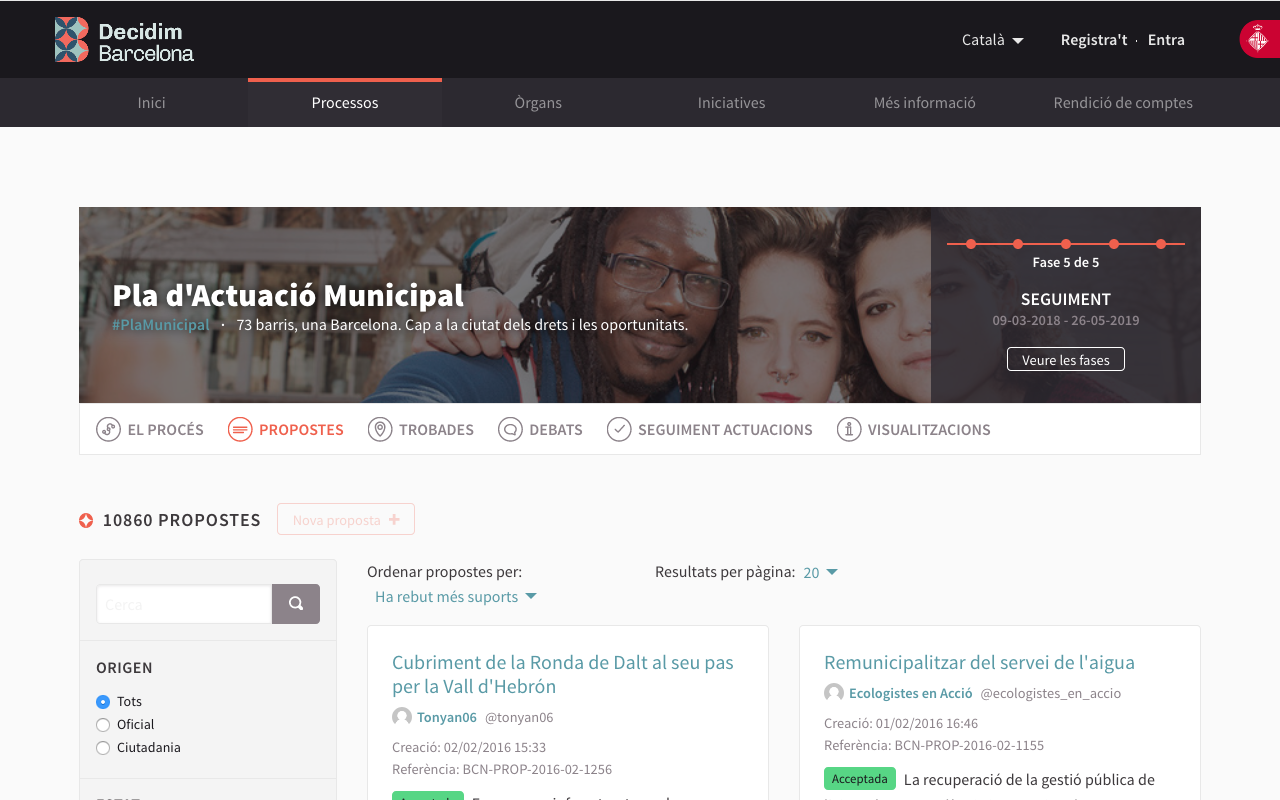 Decidim
Barcelona
Català
Registra't · Entra
Inici
Processos
Òrgans
Iniciatives
Més informació
Rendició de comptes
Pla d'Actuació Municipal
#PlaMunicipal · 73 barris, una Barcelona. Cap a la ciutat dels drets i les oportunitats.
Fase 5 de 5
SEGUIMENT
09-03-2018 - 26-05-2019
Veure les fases
EL PROCÉS
PROPOSTES
TROBADES
DEBATS
SEGUIMENT ACTUACIONS
VISUALITZACIONS
10860 PROPOSTES
Nova proposta
Cerca
ORIGEN
Tots
Oficial
Ciutadania
Ordenar propostes per:
Ha rebut més suports
Resultats per pàgina: 20
Cubriment de la Ronda de Dalt al seu pas
per la Vall d'Hebrón
Tonyan06 @tonyan06
Creació: 02/02/2016 15:33
Referència: BCN-PROP-2016-02-1256
Remunicipalitzar del servei de l'aigua
Ecologistes en Acció @ecologistes_en_accio
Creació: 01/02/2016 16:46
Referència: BCN-PROP-2016-02-1155
Acceptada La recuperació de la gestió pública de